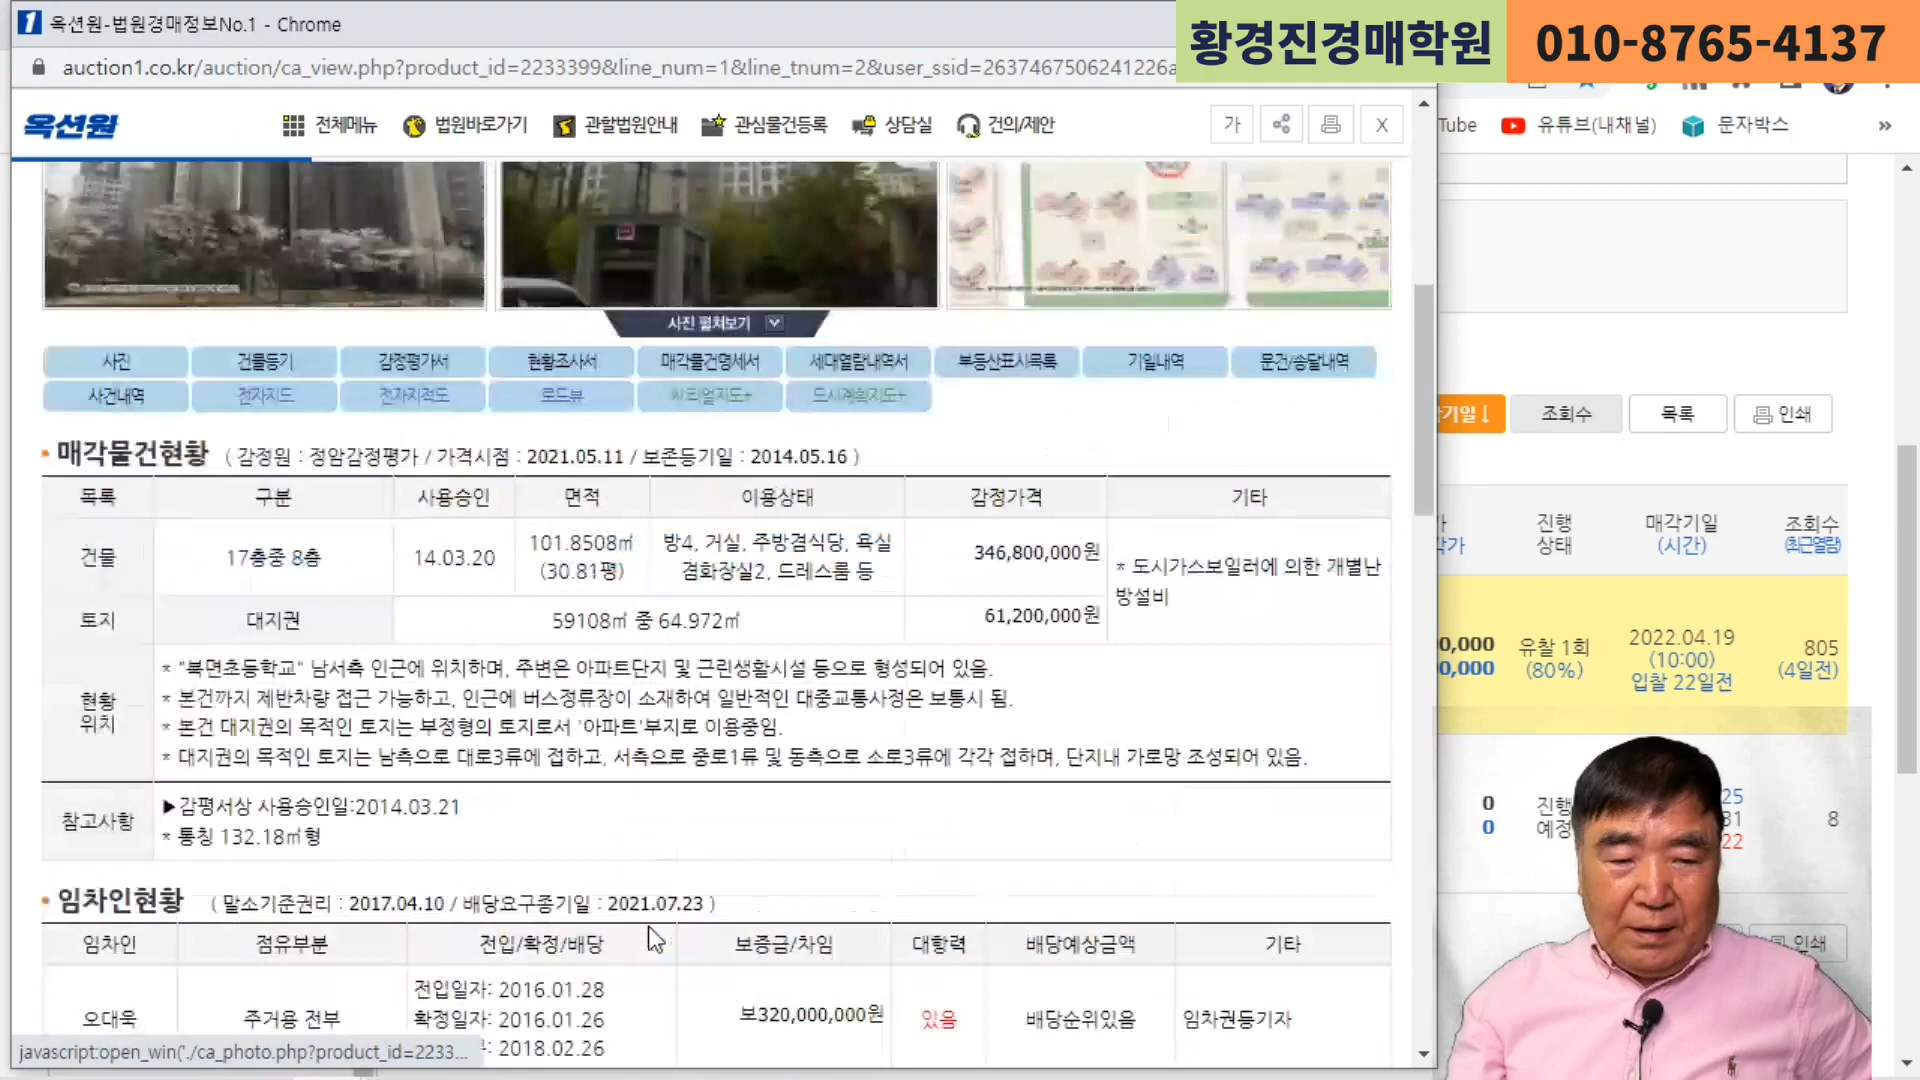 옥션원-법원경매정보No.1 - Chrome
황경진경매학원 010-8765-4137
auction1.co.kr/auction/ca_view.php?product_id=2233399&line_num=1&line_tnum=2&user_ssid=2637467506241226a
옥션원 전체메뉴 법원바로가기 관할법원안내 관심물건등록 상담실 건의/제안 가 X
Tube 유튜브(내채널) 문자박스 »
사진 펼쳐보기
사진 건물등기 감정평가서 현황조사서 매각물건명세서 세대열람내역서 부동산표시목록 기일내역 문건/송달내역
사건내역 전자지도 전자지적도 로드뷰 씨:리얼지도+ 도시계획지도+
기일↓ 조회수 목록 인쇄
매각물건현황 ( 감정원 : 정암감정평가 / 가격시점 : 2021.05.11 / 보존등기일 : 2014.05.16 )
목록 구분 사용승인 면적 이용상태 감정가격 기타
건물 17층중 8층 14.03.20 101.8508㎡ (30.81평) 방4, 거실, 주방겸식당, 욕실겸화장실2, 드레스룸 등 346,800,000원 * 도시가스보일러에 의한 개별난방설비
토지 대지권 59108㎡ 중 64.972㎡ 61,200,000원
현황 위치
* "북면초등학교" 남서측 인근에 위치하며, 주변은 아파트단지 및 근린생활시설 등으로 형성되어 있음.
* 본건까지 제반차량 접근 가능하고, 인근에 버스정류장이 소재하여 일반적인 대중교통사정은 보통시 됨.
* 본건 대지권의 목적인 토지는 부정형의 토지로서 '아파트'부지로 이용중임.
* 대지권의 목적인 토지는 남측으로 대로3류에 접하고, 서측으로 중로1류 및 동측으로 소로3류에 각각 접하며, 단지내 가로망 조성되어 있음.
참고사항
▶감평서상 사용승인일:2014.03.21
* 통칭 132.18㎡형
임차인현황 ( 말소기준권리 : 2017.04.10 / 배당요구종기일 : 2021.07.23 )
임차인 점유부분 전입/확정/배당 보증금/차임 대항력 배당예상금액 기타
오대욱 주거용 전부 전입일자: 2016.01.28
확정일자: 2016.01.26
: 2018.02.26
보320,000,000원 있음 배당순위있음 임차권등기자
javascript:open_win('./ca_photo.php?product_id=2233...
진행 상태 매각기일 (시간) 조회수 (최근열람)
0,000 유찰 1회 2022.04.19 805
0,000 (80%) (10:00) (4일전)
입찰 22일전
0 진행 25
31 8
0 예정 22
인쇄